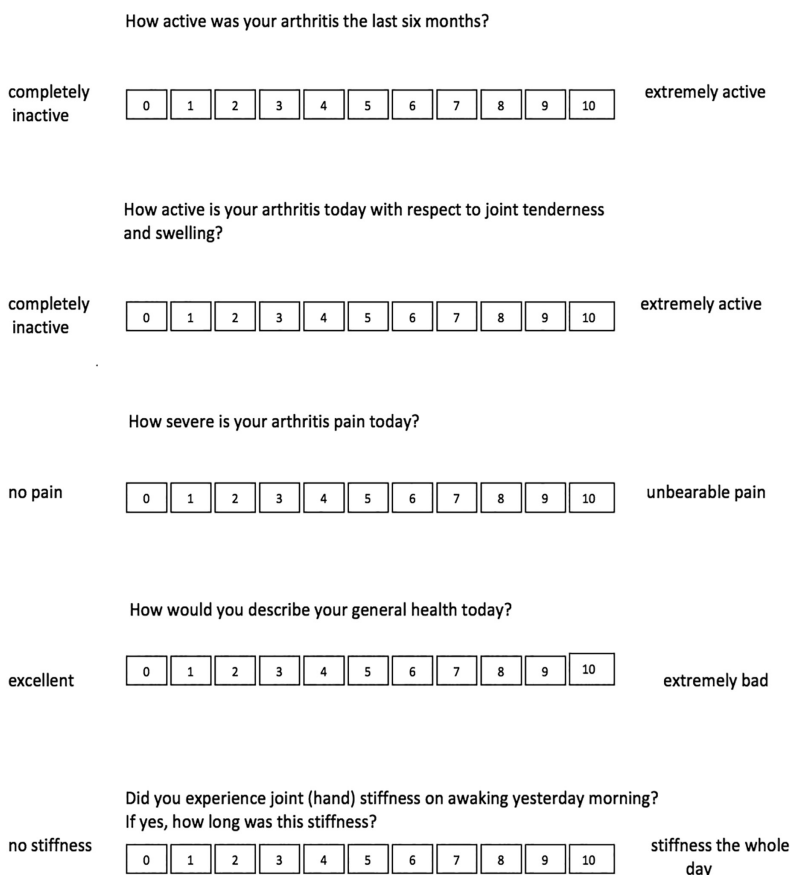 How active was your arthritis the last six months?
completely
inactive
0 1 2 3 4 5 6 7 8 9 10
extremely active
How active is your arthritis today with respect to joint tenderness
and swelling?
completely
inactive
0 1 2 3 4 5 6 7 8 9 10
extremely active
How severe is your arthritis pain today?
no pain
0 1 2 3 4 5 6 7 8 9 10
unbearable pain
How would you describe your general health today?
excellent
0 1 2 3 4 5 6 7 8 9 10
extremely bad
Did you experience joint (hand) stiffness on awaking yesterday morning?
If yes, how long was this stiffness?
no stiffness
0 1 2 3 4 5 6 7 8 9 10
stiffness the whole
day